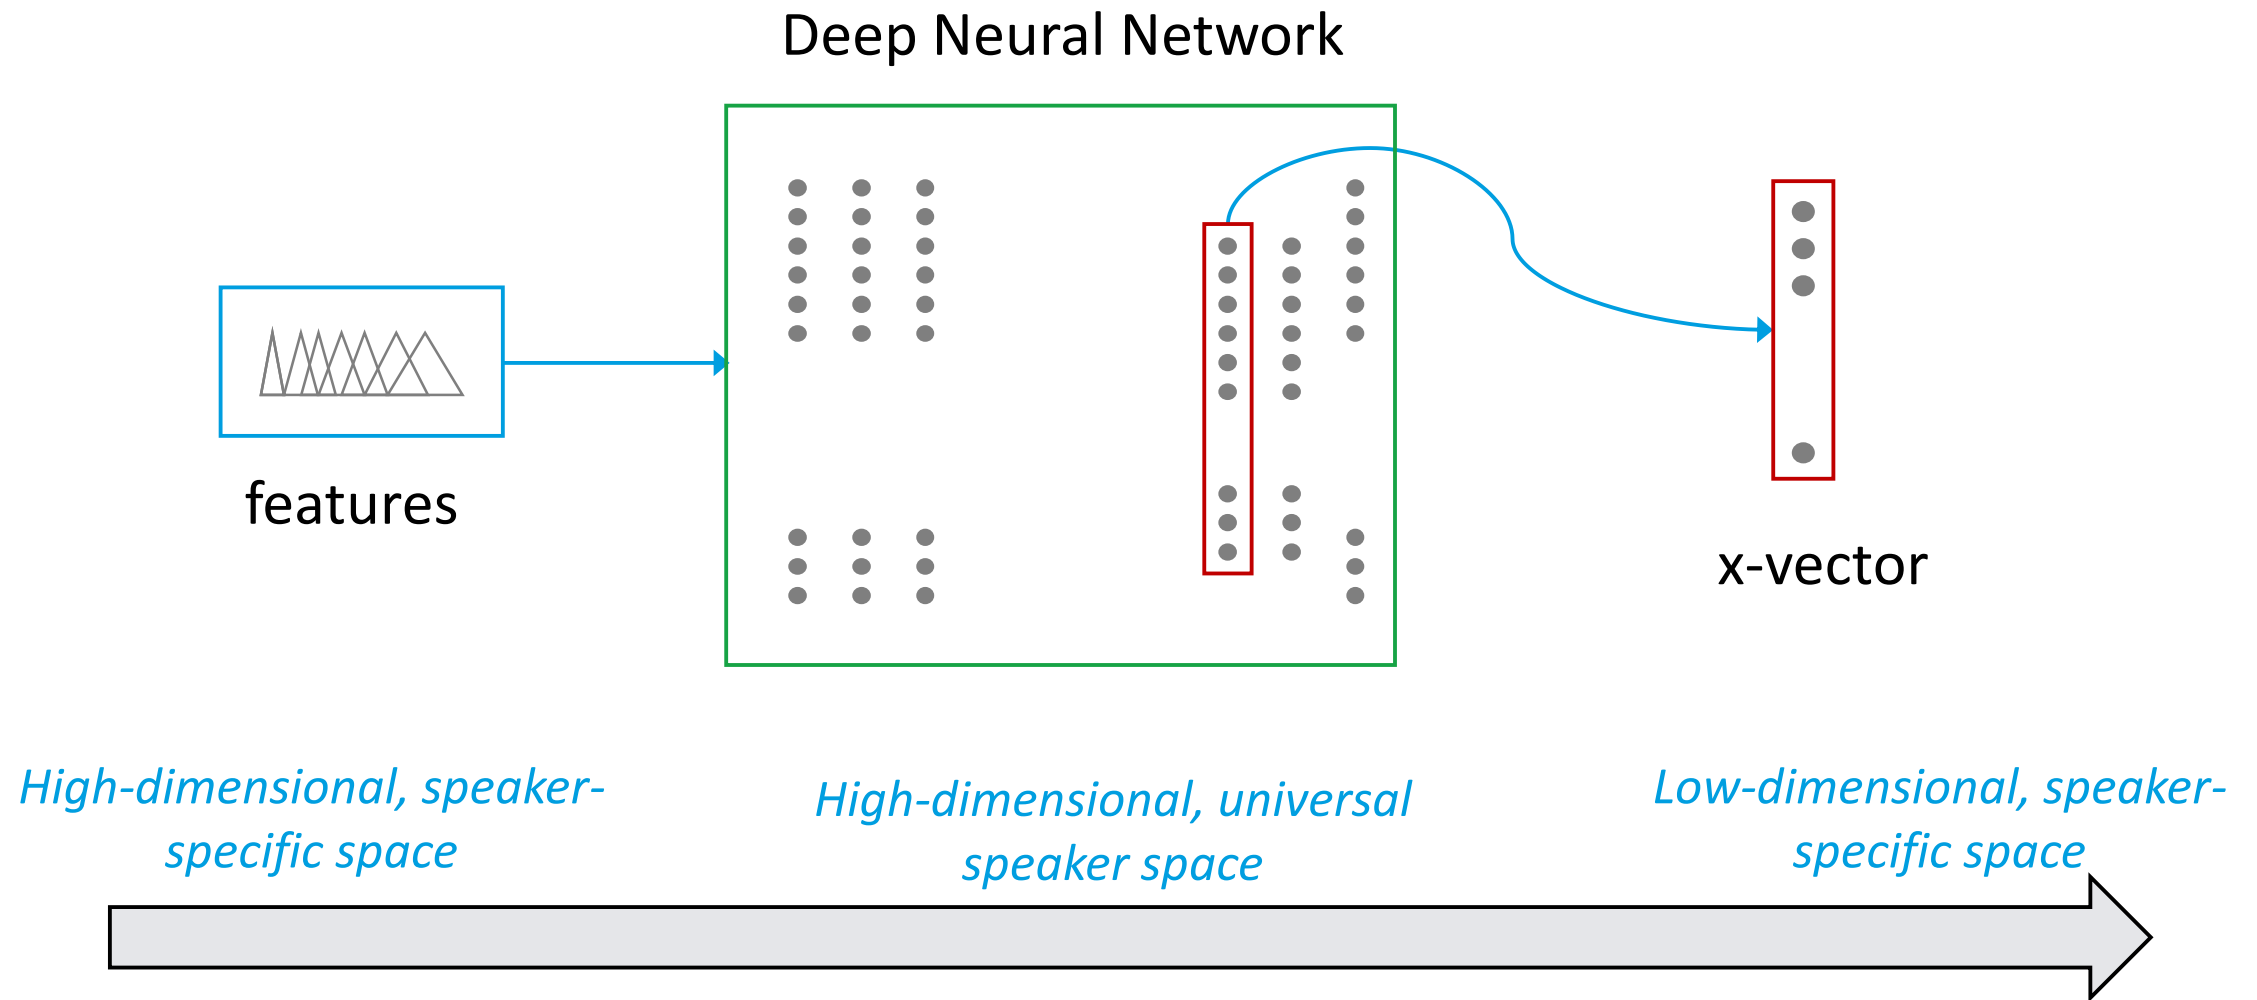 Deep Neural Network
features
x-vector
High-dimensional, speaker-
specific space
High-dimensional, universal
speaker space
Low-dimensional, speaker-
specific space